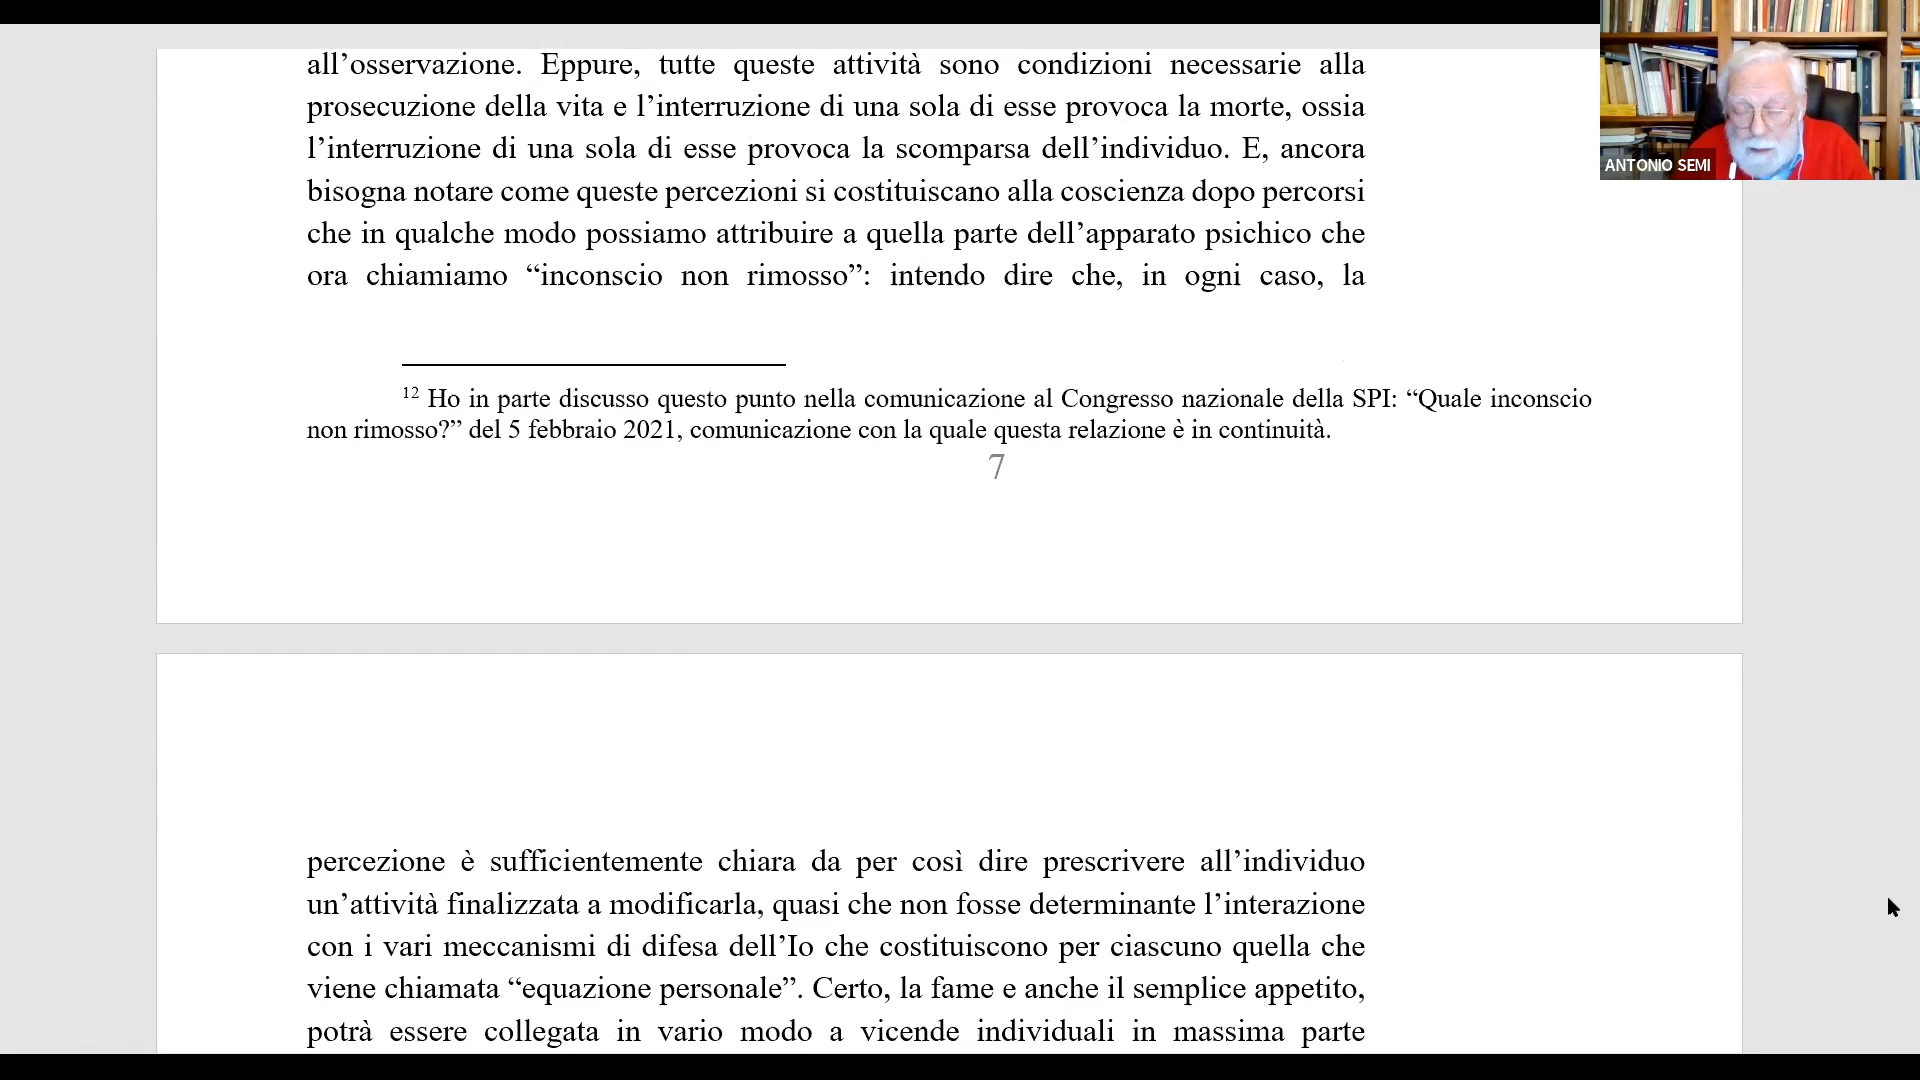 all’osservazione. Eppure, tutte queste attività sono condizioni necessarie alla
prosecuzione della vita e l’interruzione di una sola di esse provoca la morte, ossia
l’interruzione di una sola di esse provoca la scomparsa dell’individuo. E, ancora
bisogna notare come queste percezioni si costituiscano alla coscienza dopo percorsi
che in qualche modo possiamo attribuire a quella parte dell’apparato psichico che
ora chiamiamo “inconscio non rimosso”: intendo dire che, in ogni caso, la
12 Ho in parte discusso questo punto nella comunicazione al Congresso nazionale della SPI: “Quale inconscio
non rimosso?” del 5 febbraio 2021, comunicazione con la quale questa relazione è in continuità.
7
percezione è sufficientemente chiara da per così dire prescrivere all’individuo
un’attività finalizzata a modificarla, quasi che non fosse determinante l’interazione
con i vari meccanismi di difesa dell’Io che costituiscono per ciascuno quella che
viene chiamata “equazione personale”. Certo, la fame e anche il semplice appetito,
potrà essere collegata in vario modo a vicende individuali in massima parte
ANTONIO SEMI